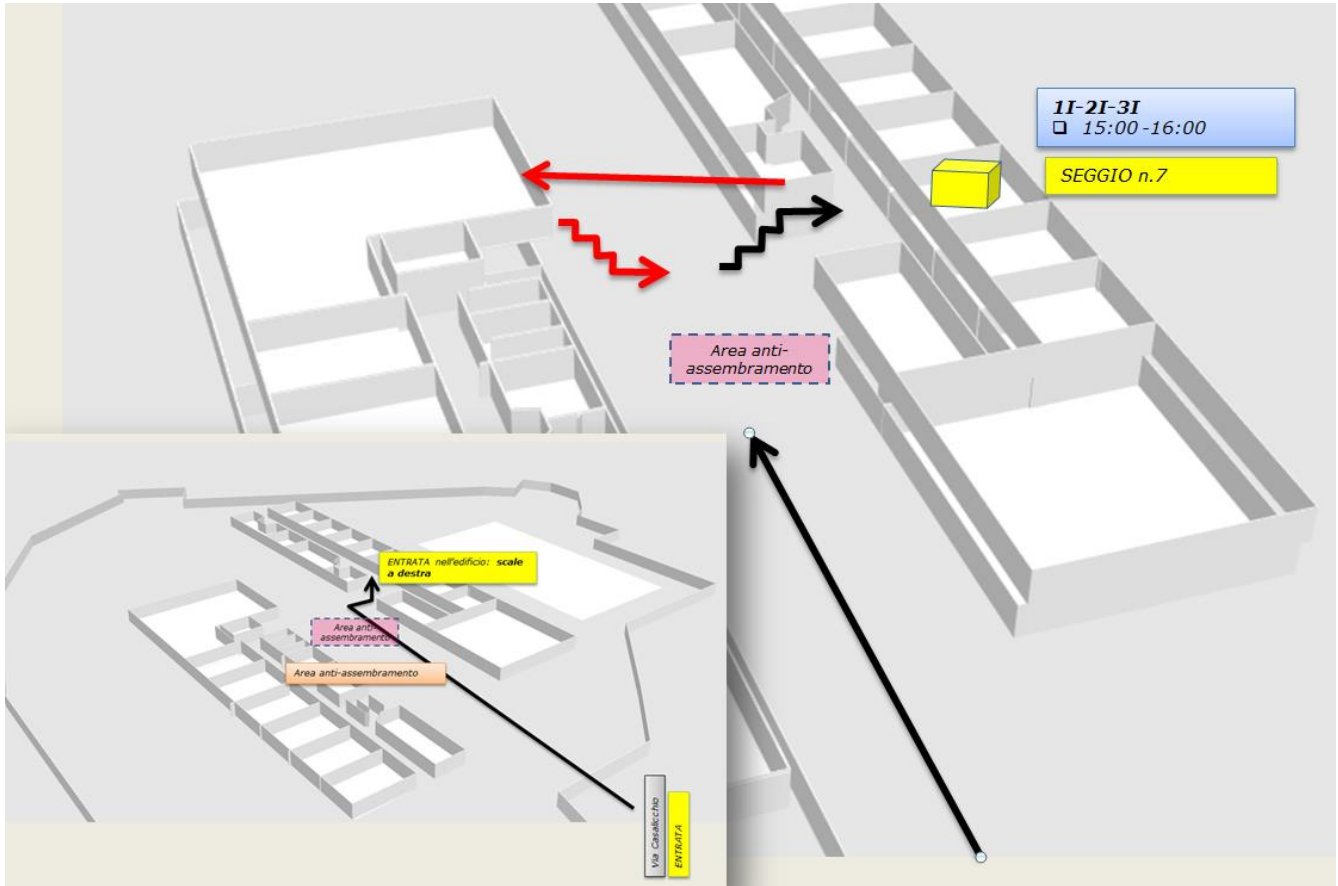 1I-2I-3I
❑ 15:00 -16:00
SEGGIO n.7
Area anti-
assembramento
ENTRATA nell'edificio: scale
a destra
Area anti-
assembramento
Area anti-assembramento
Via Casalicchio
ENTRATA